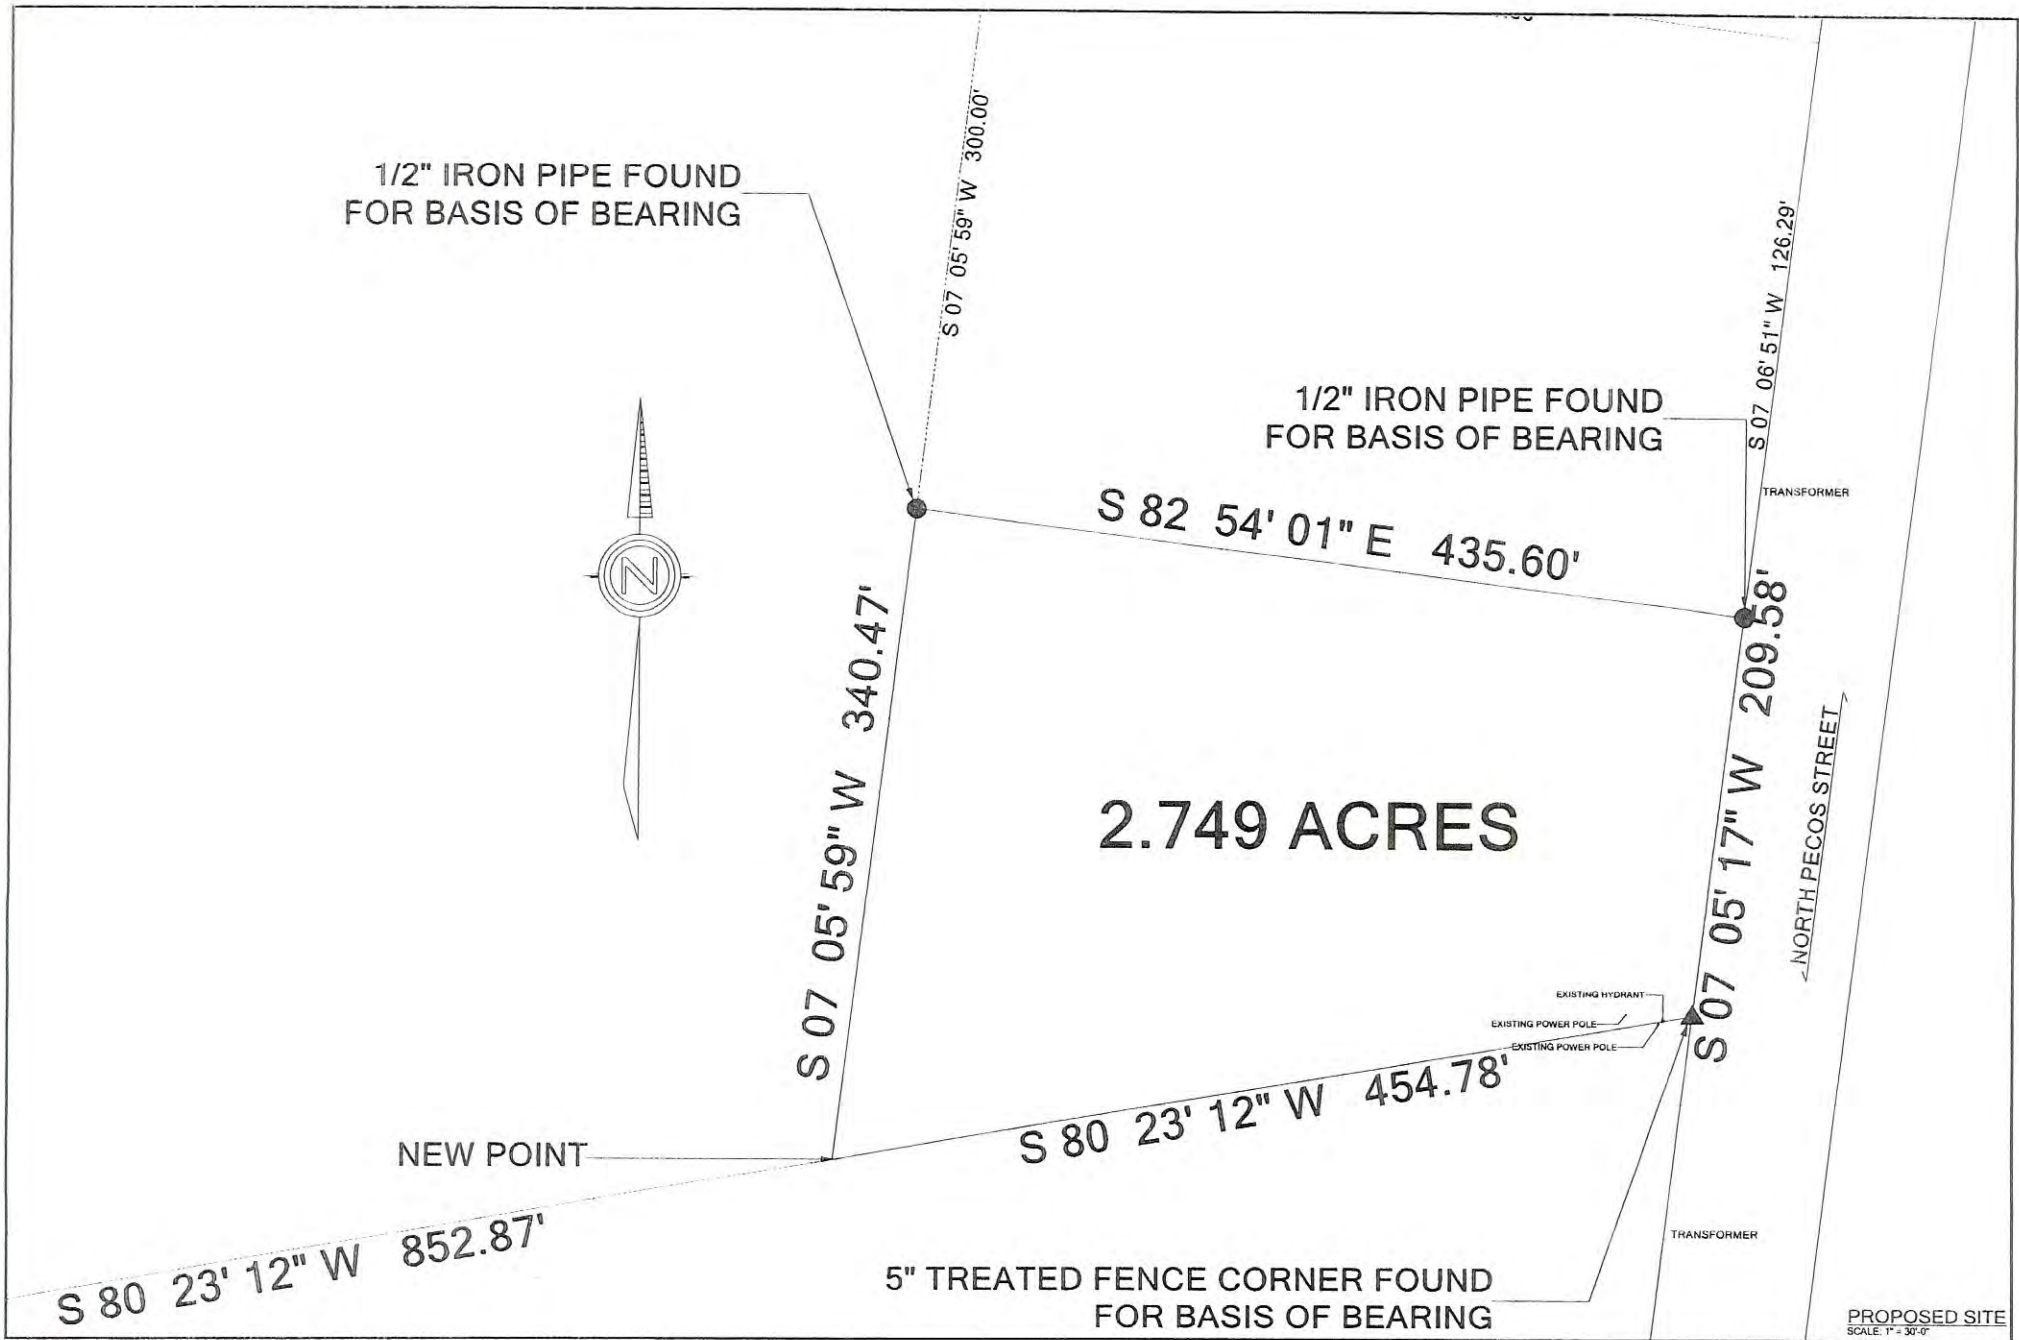 1/2" IRON PIPE FOUND
FOR BASIS OF BEARING
S 07 05' 59" W 300.00'
S 07 06' 51" W 126.29'
1/2" IRON PIPE FOUND
FOR BASIS OF BEARING
TRANSFORMER
S 82 54' 01" E 435.60'
N
S 07 05' 59" W 340.47'
S 07 05' 17" W 209.58'
NORTH PECOS STREET
2.749 ACRES
EXISTING HYDRANT
EXISTING POWER POLE
EXISTING POWER POLE
S 80 23' 12" W 454.78'
NEW POINT
S 80 23' 12" W 852.87'
TRANSFORMER
5" TREATED FENCE CORNER FOUND
FOR BASIS OF BEARING
PROPOSED SITE
SCALE: 1" = 30'-0"